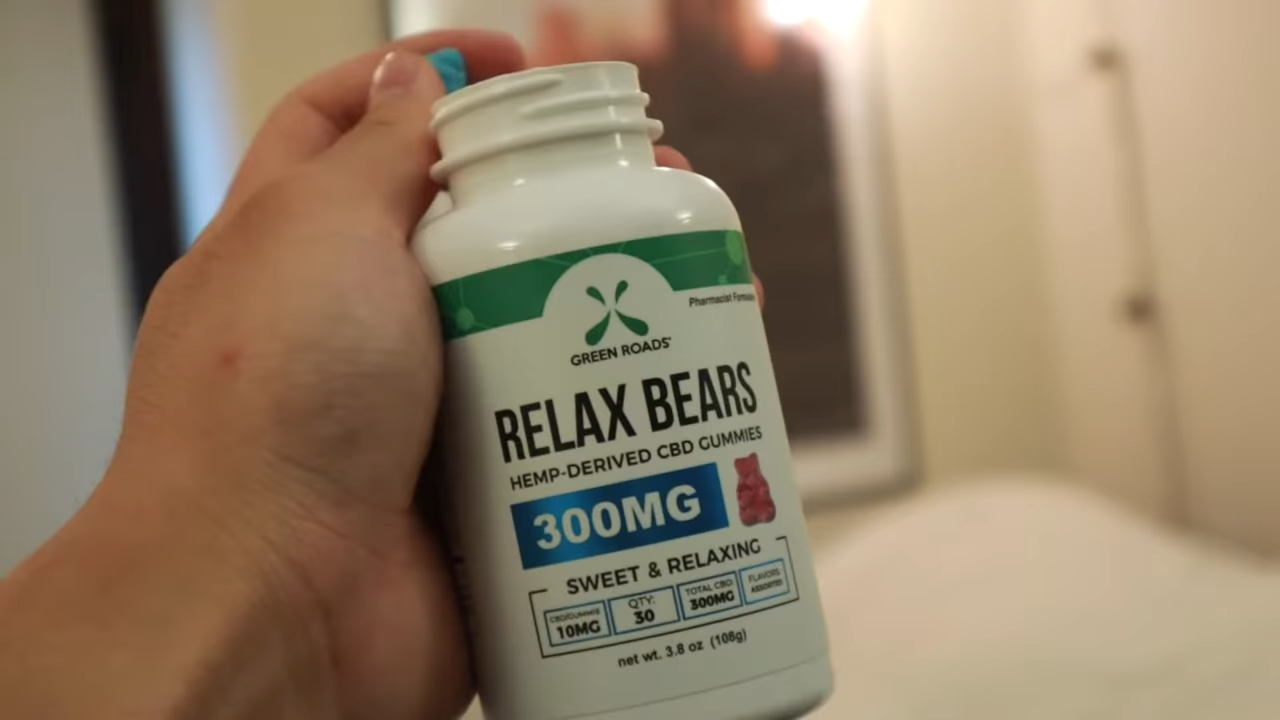 Pharmacist
GREEN ROADS
RELAX BEARS
HEMP-DERIVED CBD GUMMIES
300MG
SWEET & RELAXING
CBD/GUMMIE
10MG
QTY:
30
TOTAL CBD:
300MG
FLAVORS
ASSORTED
net wt. 3.8 oz (108g)